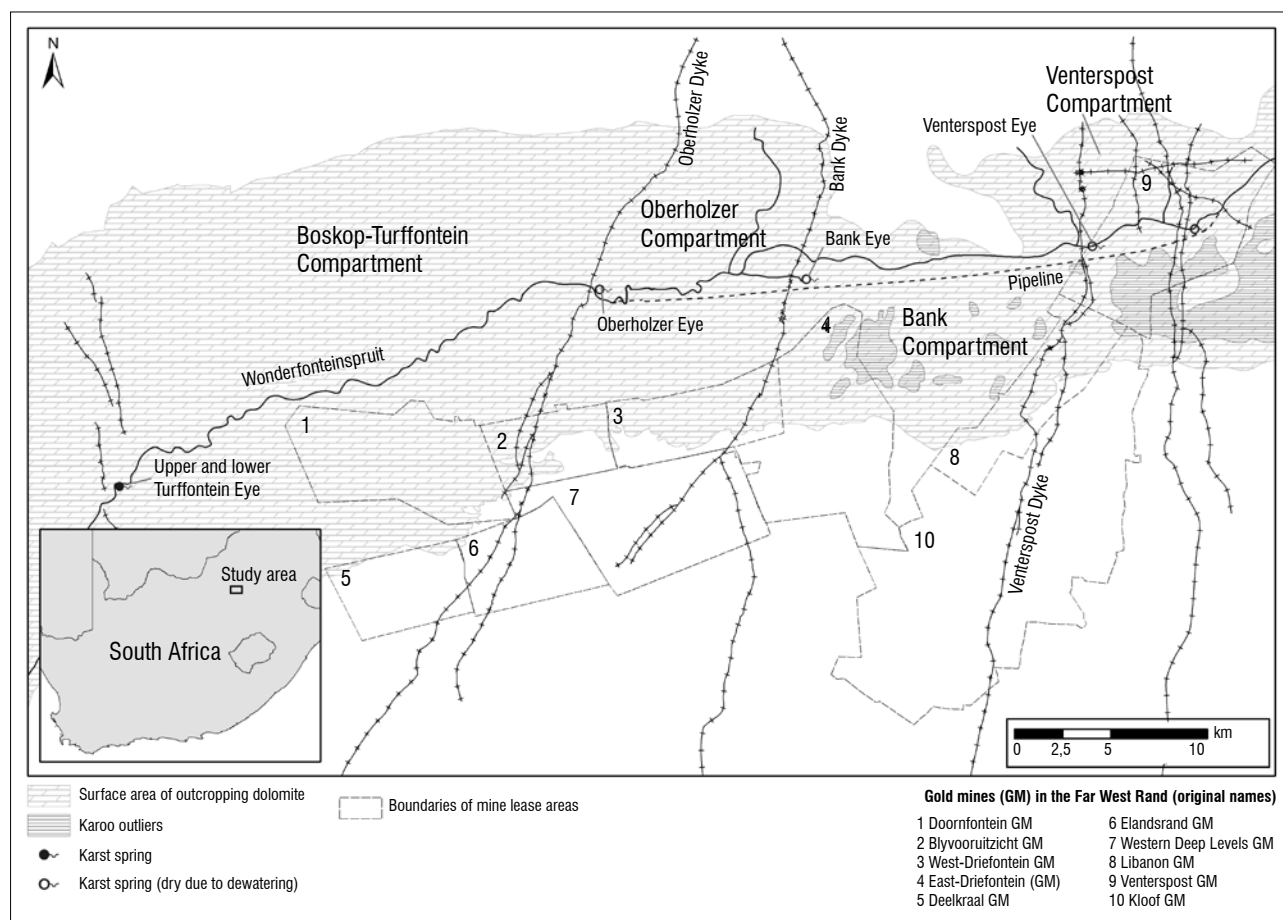 N
Oberholzer Dyke
Bank Dyke
Venterspost
Compartment
Venterspost Eye
9
Boskop-Turffontein
Compartment
Oberholzer
Compartment
Bank Eye
Pipeline
Oberholzer Eye
4
Bank
Compartment
Wonderfonteinspruit
1
2
3
8
Upper and lower
Turffontein Eye
7
6
10
5
Venterspost Dyke
Study area
South Africa
km
0 2,5 5 10
Surface area of outcropping dolomite
Karoo outliers
Karst spring
Karst spring (dry due to dewatering)
Boundaries of mine lease areas
Gold mines (GM) in the Far West Rand (original names)
1 Doornfontein GM
2 Blyvooruitzicht GM
3 West-Driefontein GM
4 East-Driefontein (GM)
5 Deelkraal GM
6 Elandsrand GM
7 Western Deep Levels GM
8 Libanon GM
9 Venterspost GM
10 Kloof GM